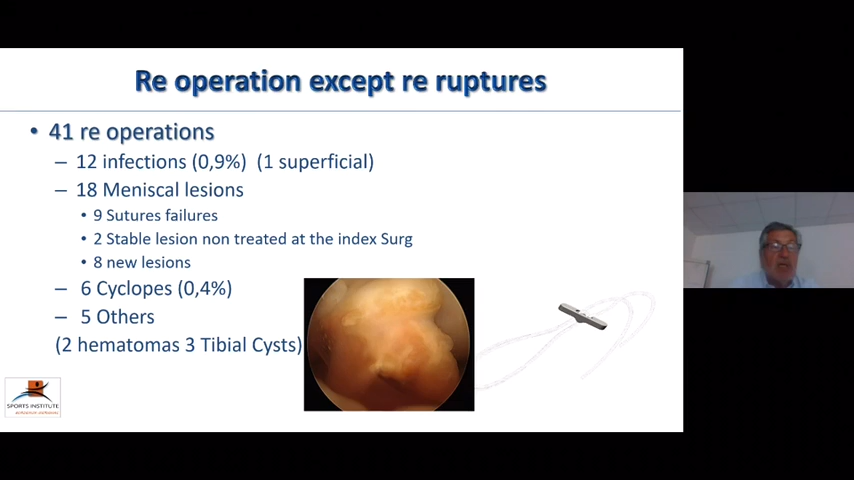 Re operation except re ruptures
• 41 re operations
– 12 infections (0,9%) (1 superficial)
– 18 Meniscal lesions
• 9 Sutures failures
• 2 Stable lesion non treated at the index Surg
• 8 new lesions
– 6 Cyclopes (0,4%)
– 5 Others
(2 hematomas 3 Tibial Cysts)
SPORTS INSTITUTE